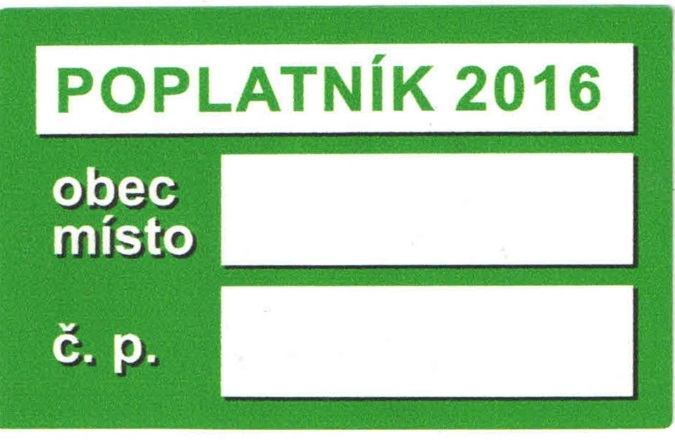 POPLATNÍK 2016
obec
místo
č. p.